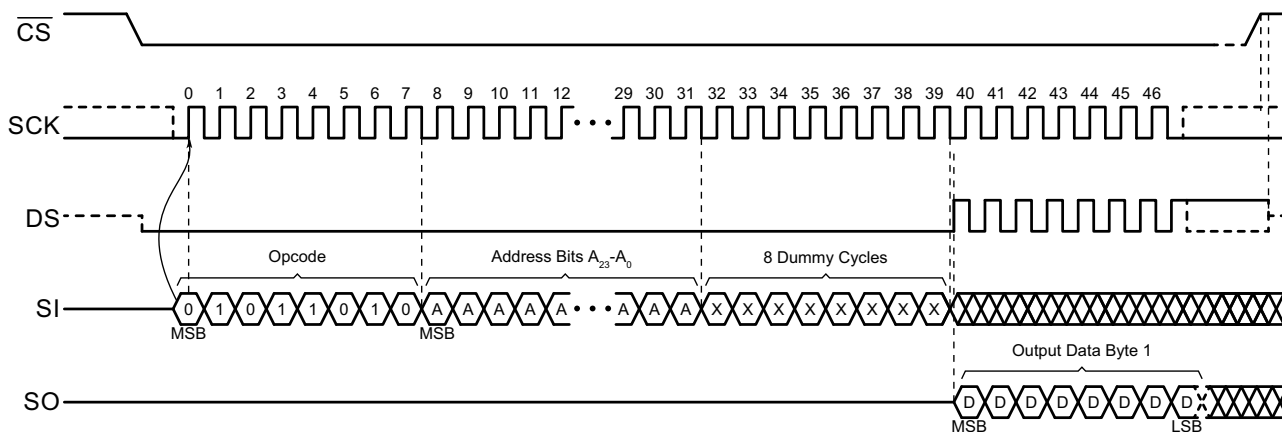 CS
0 1 2 3 4 5 6 7 8 9 10 11 12 29 30 31 32 33 34 35 36 37 38 39 40 41 42 43 44 45 46
SCK
DS
Opcode Address Bits A23-A0 8 Dummy Cycles
SI 0 1 0 1 1 0 1 0 A A A A A A A A X X X X X X X X
MSB MSB
Output Data Byte 1
SO D D D D D D D D
MSB LSB